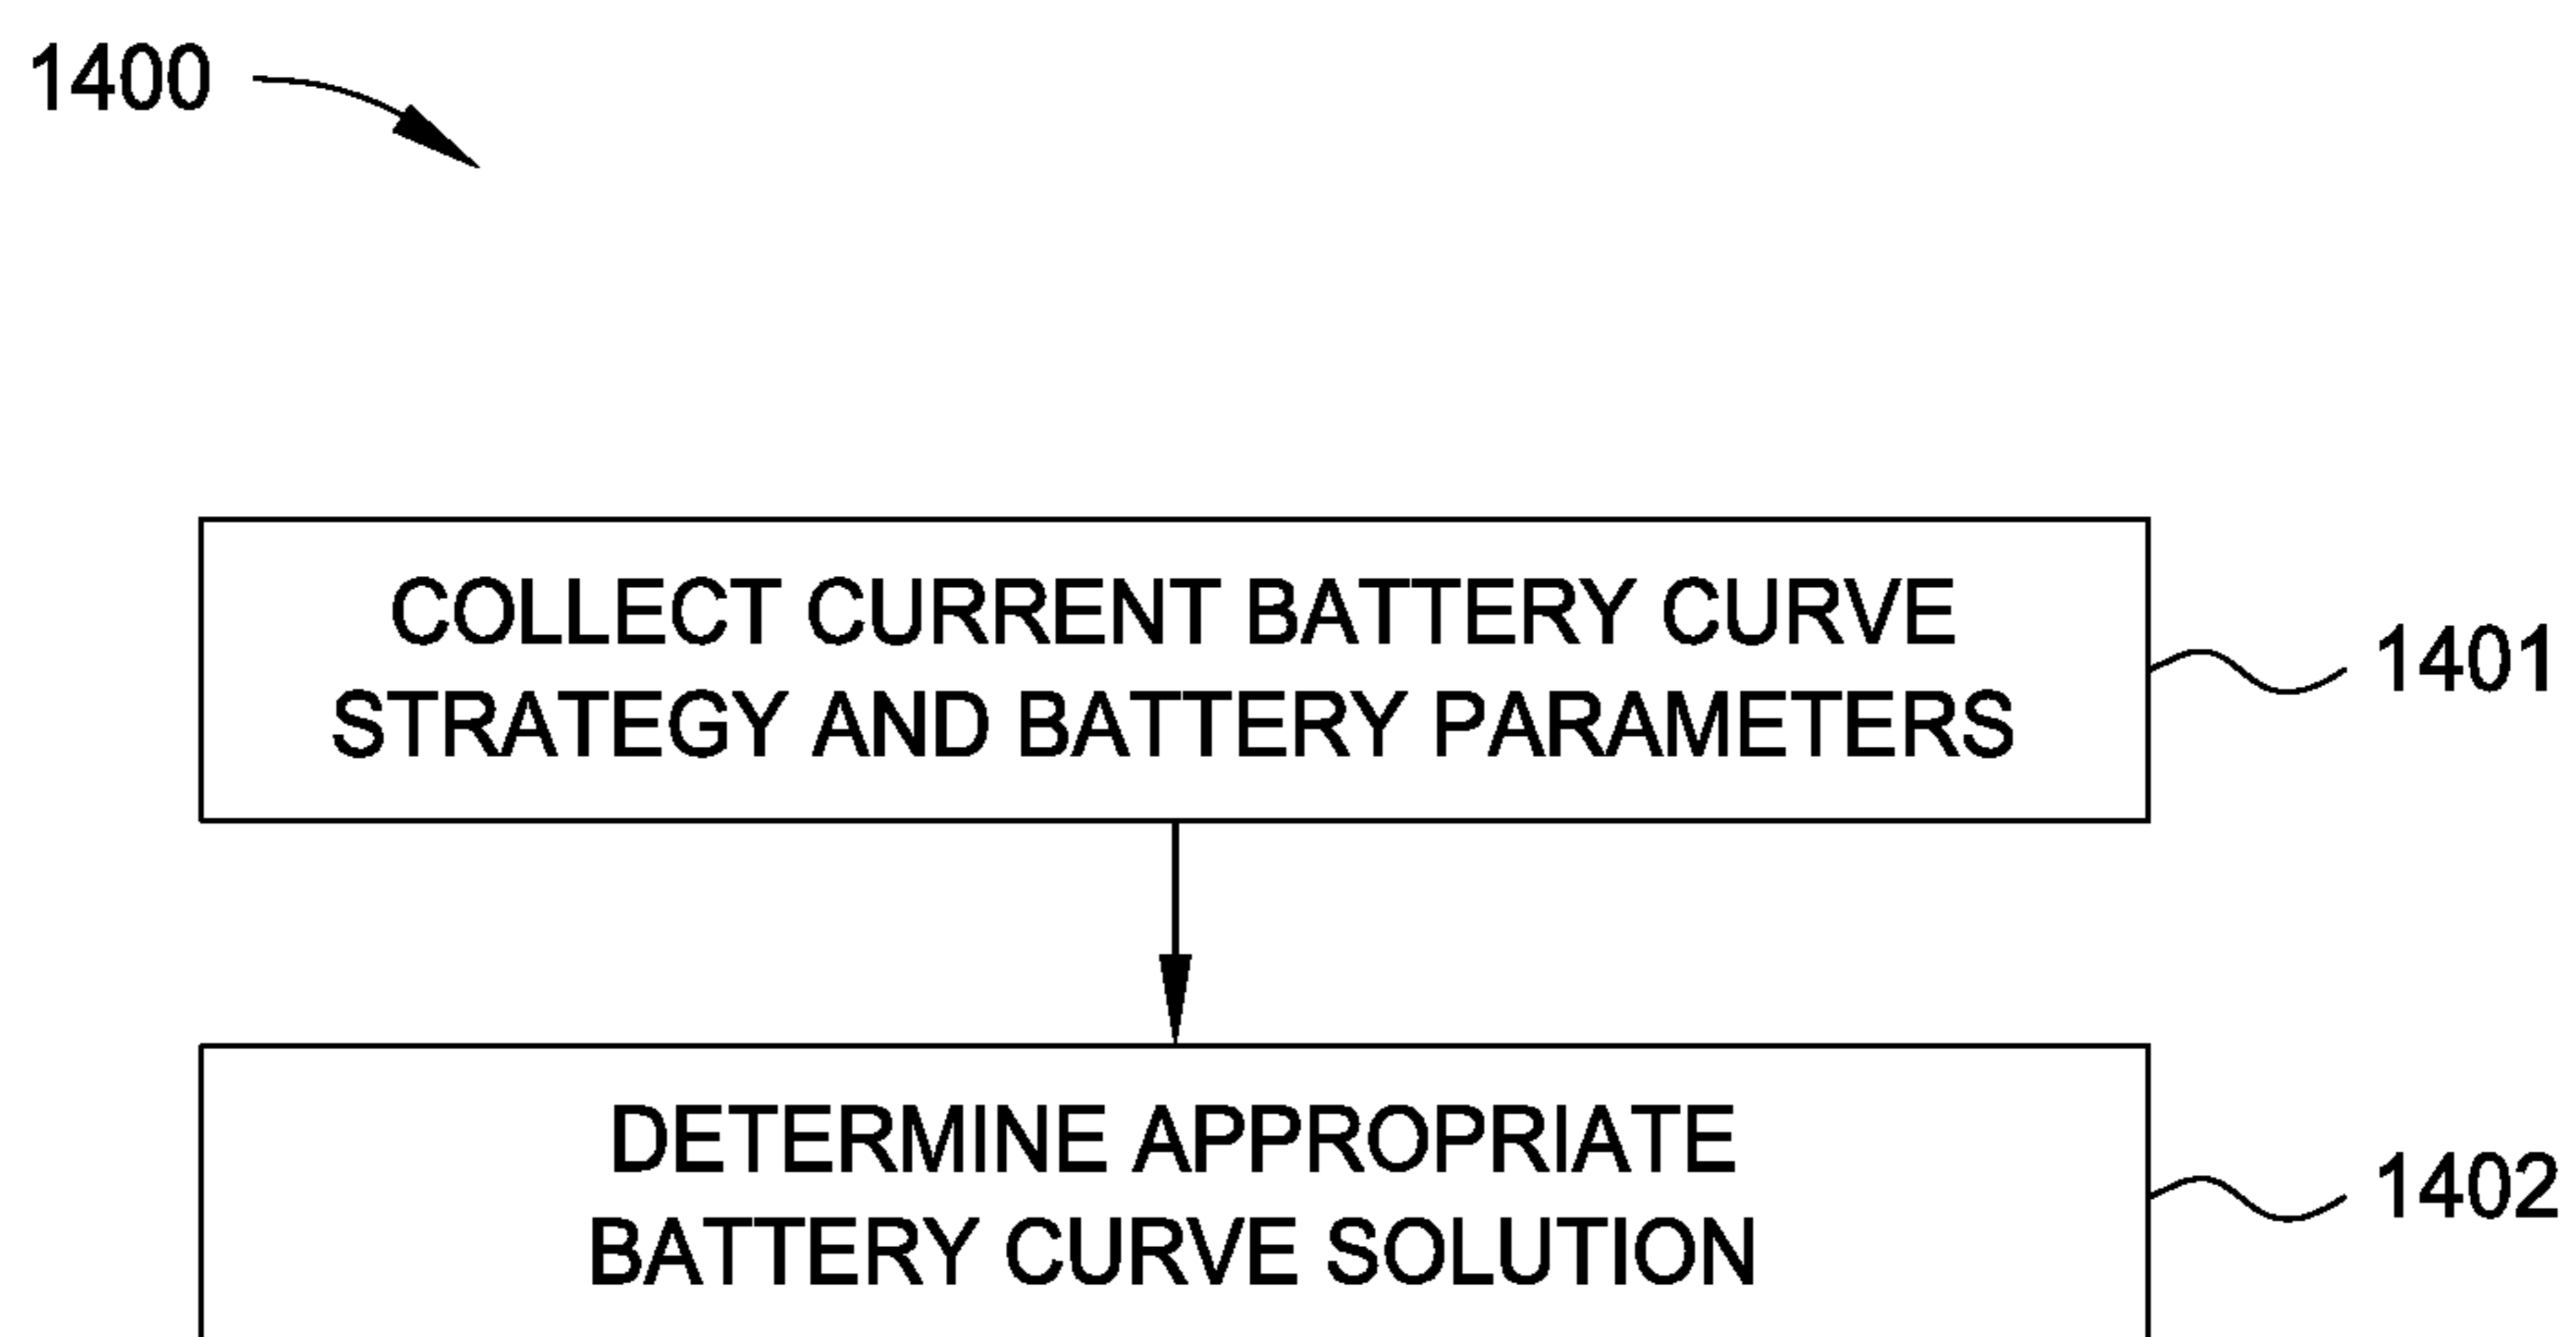 1400
COLLECT CURRENT BATTERY CURVE
STRATEGY AND BATTERY PARAMETERS
1401
DETERMINE APPROPRIATE
BATTERY CURVE SOLUTION
1402